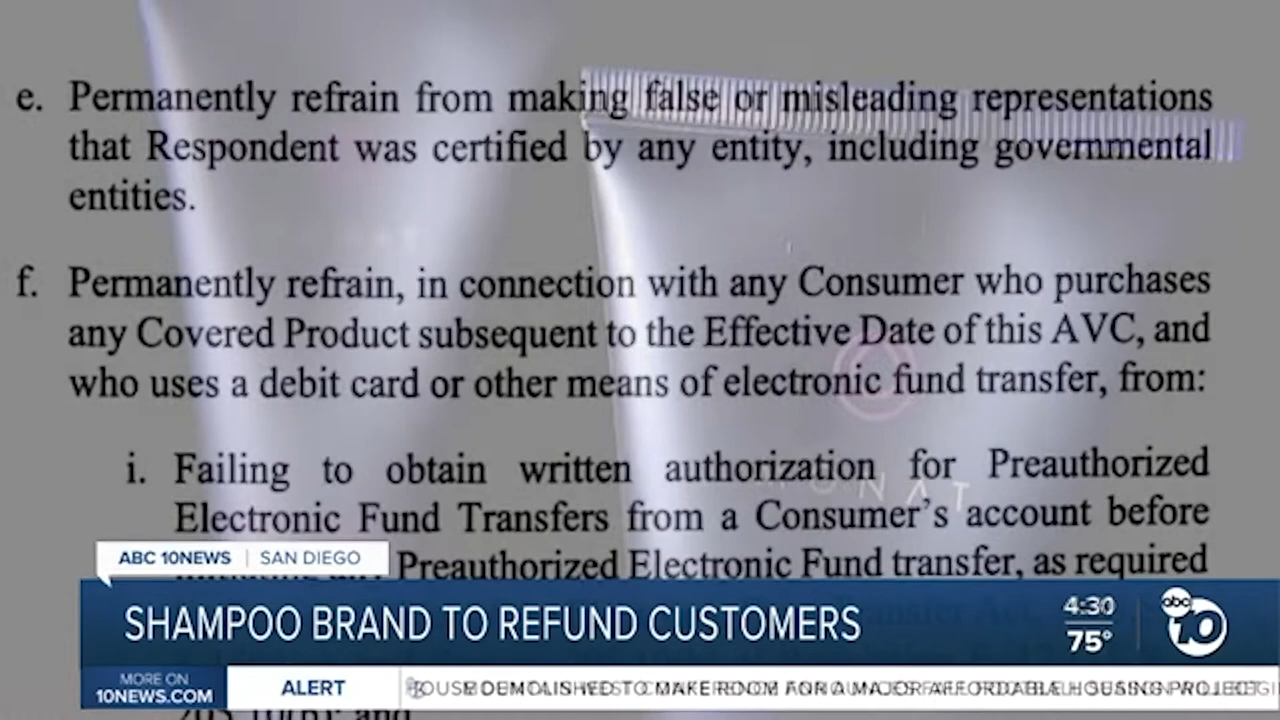 e. Permanently refrain from making false or misleading representations
that Respondent was certified by any entity, including governmental
entities.
f. Permanently refrain, in connection with any Consumer who purchases
any Covered Product subsequent to the Effective Date of this AVC, and
who uses a debit card or other means of electronic fund transfer, from:
i. Failing to obtain written authorization for Preauthorized
Electronic Fund Transfers from a Consumer's account before
Preauthorized Electronic Fund transfer, as required
ABC 10NEWS | SAN DIEGO
SHAMPOO BRAND TO REFUND CUSTOMERS
4:30
75°
abc 10
MORE ON
10NEWS.COM
ALERT